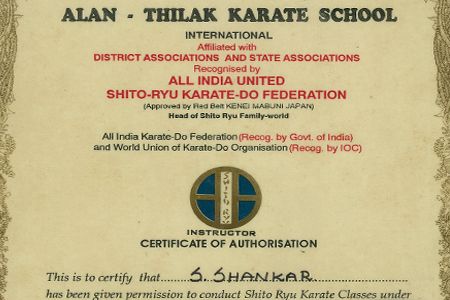 ALAN - THILAK KARATE SCHOOL
INTERNATIONAL
Affiliated with
DISTRICT ASSOCIATIONS AND STATE ASSOCIATIONS
Recognised by
ALL INDIA UNITED
SHITO-RYU KARATE-DO FEDERATION
(Approved by Red Belt KENEI MABUNI JAPAN)
Head of Shito Ryu Family-world
All India Karate-Do Federation (Recog. by Govt. of India)
and World Union of Karate-Do Organisation (Recog. by IOC)
SHITO RYU
INSTRUCTOR
CERTIFICATE OF AUTHORISATION
This is to certify that S. SHANKAR.
has been given permission to conduct Shito Ryu Karate Classes under